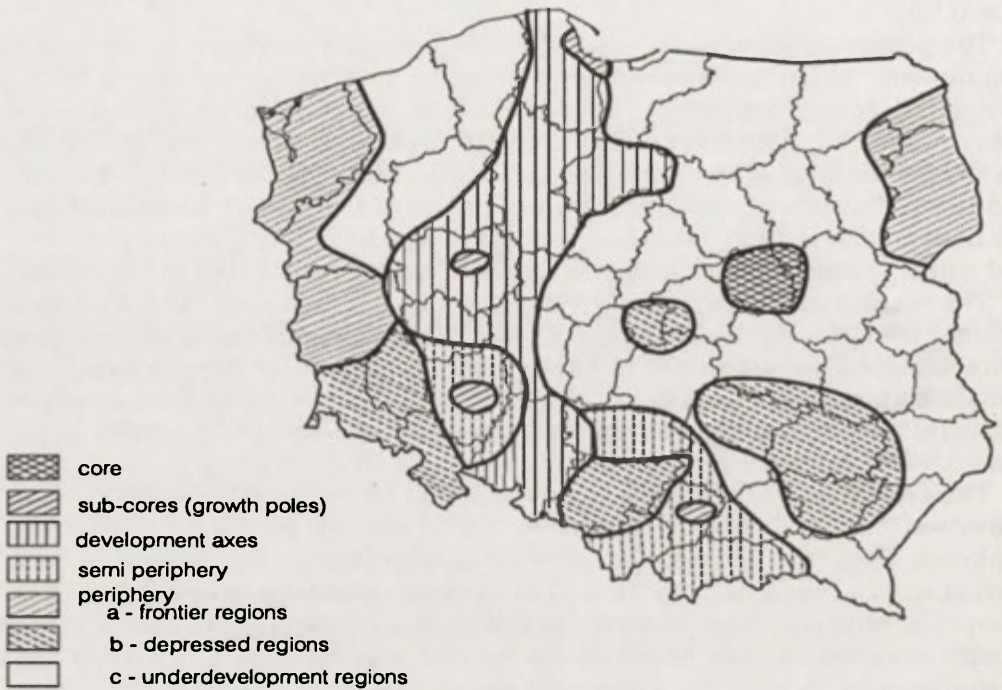 core
sub-cores (growth poles)
development axes
semi periphery
periphery
a - frontier regions
b - depressed regions
c - underdevelopment regions